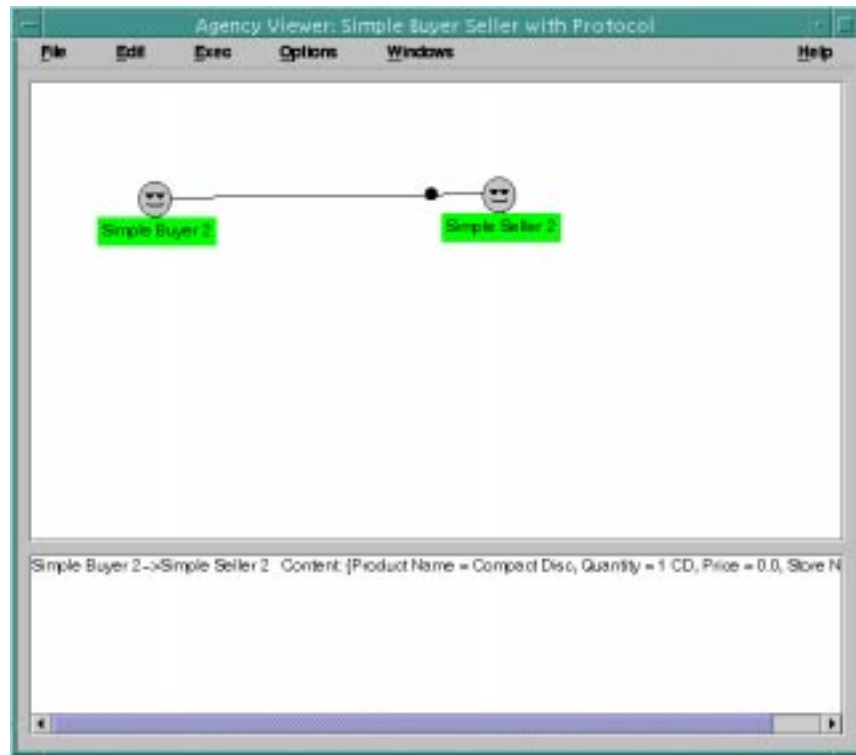 Agency Viewer: Simple Buyer Seller with Protocol
File Edit Exec Options Windows Help
Simple Buyer 2 Simple Seller 2
Simple Buyer 2->Simple Seller 2 Content: {Product Name = Compact Disc, Quantity = 1 CD, Price = 0.0, Store N